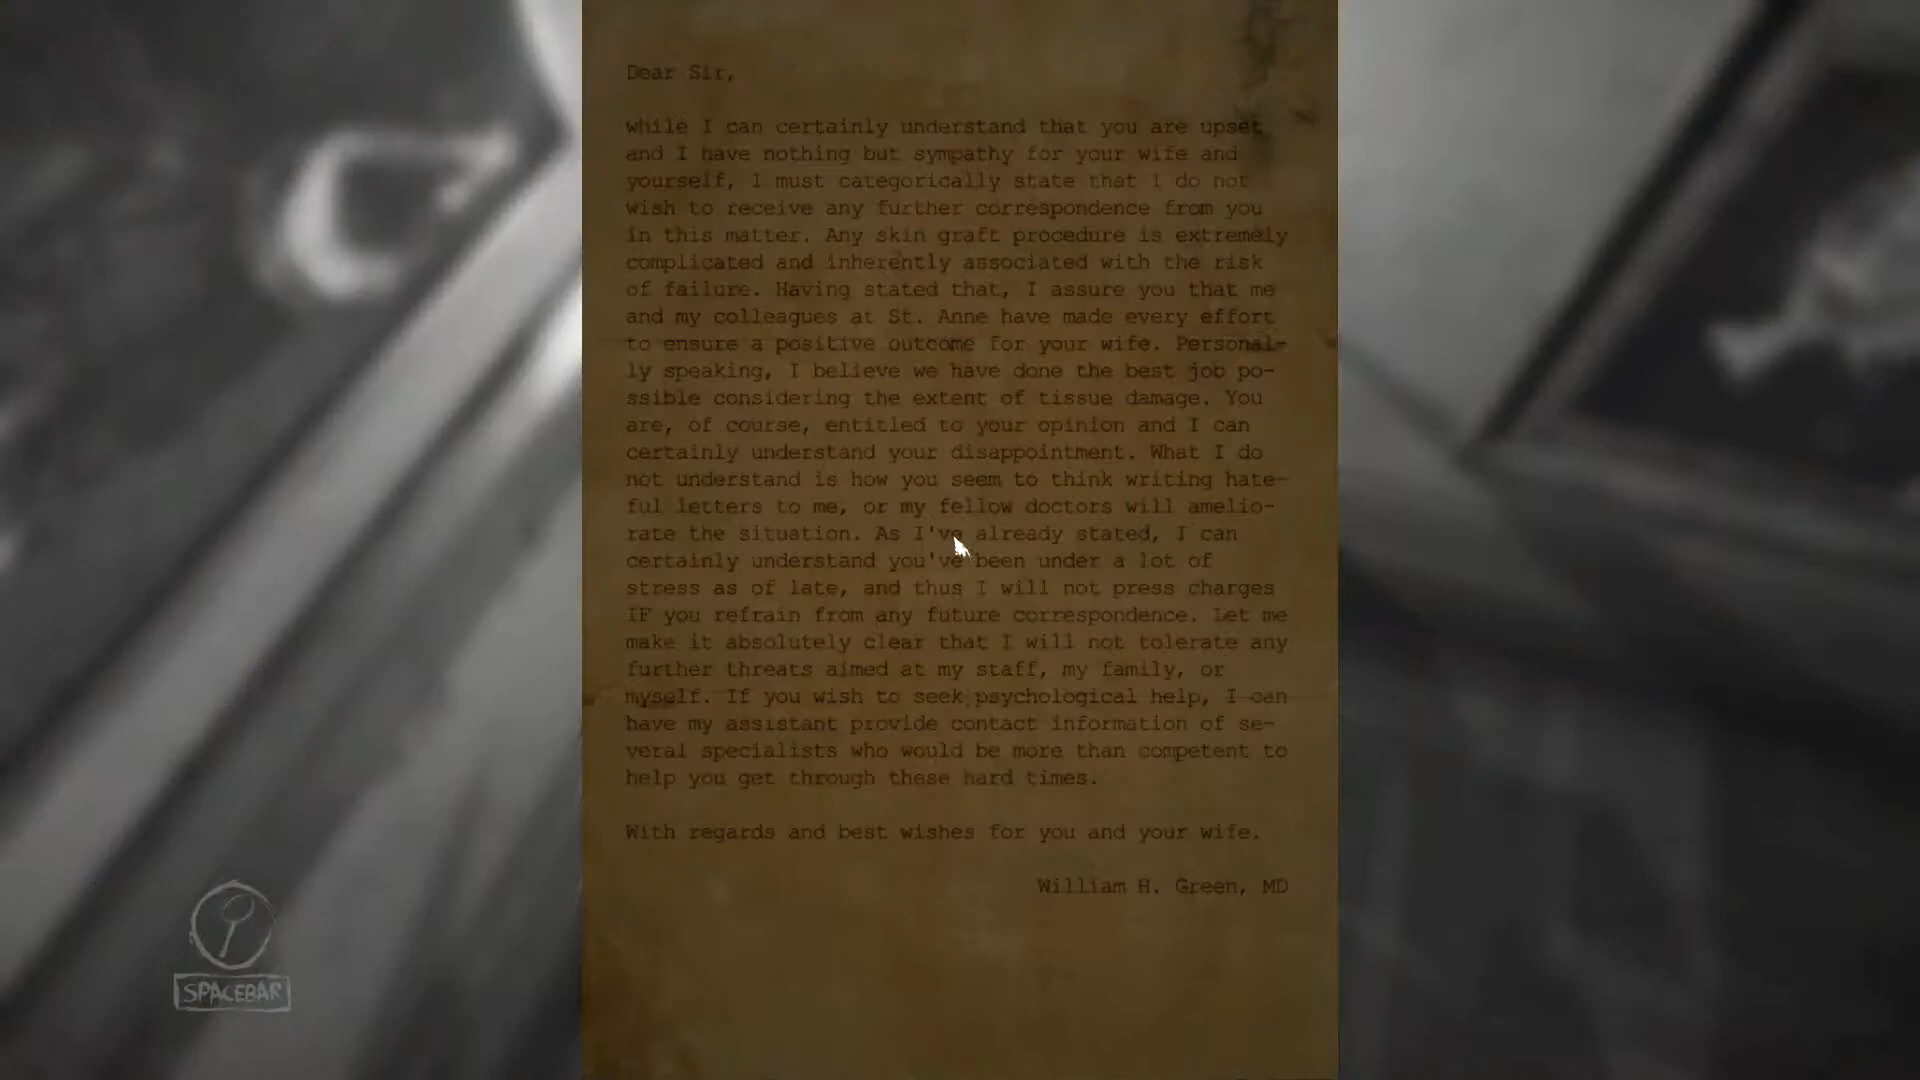 Dear Sir,
while I can certainly understand that you are upset
and I have nothing but sympathy for your wife and
yourself, I must categorically state that I do not
wish to receive any further correspondence from you
in this matter. Any skin graft procedure is extremely
complicated and inherently associated with the risk
of failure. Having stated that, I assure you that me
and my colleagues at St. Anne have made every effort
to ensure a positive outcome for your wife. Personal-
ly speaking, I believe we have done the best job po-
ssible considering the extent of tissue damage. You
are, of course, entitled to your opinion and I can
certainly understand your disappointment. What I do
not understand is how you seem to think writing hate-
ful letters to me, or my fellow doctors will amelio-
rate the situation. As I've already stated, I can
certainly understand you've been under a lot of
stress as of late, and thus I will not press charges
IF you refrain from any future correspondence. Let me
make it absolutely clear that I will not tolerate any
further threats aimed at my staff, my family, or
myself. If you wish to seek psychological help, I can
have my assistant provide contact information of se-
veral specialists who would be more than competent to
help you get through these hard times.
With regards and best wishes for you and your wife.
William H. Green, MD
SPACEBAR